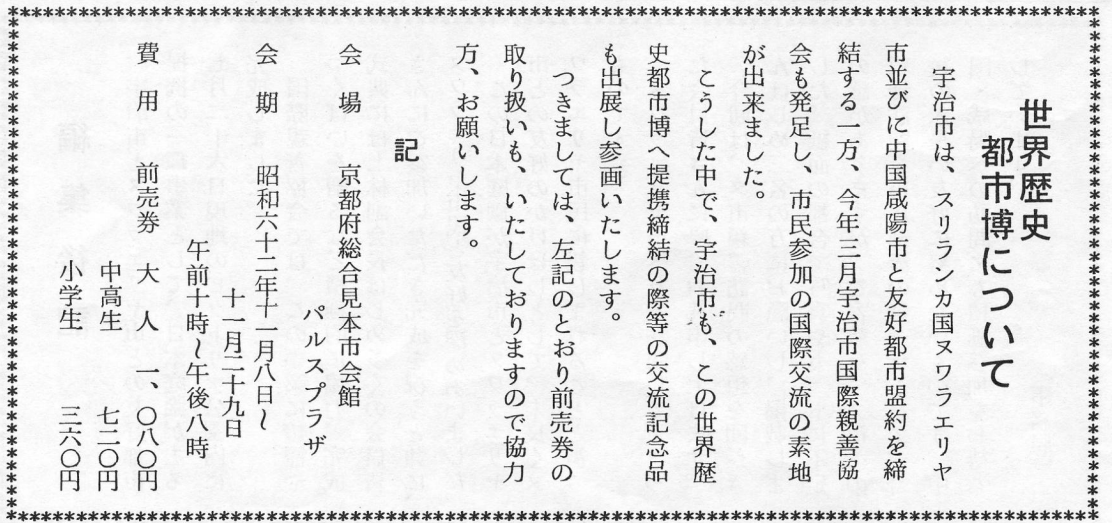 世界歴史
都市博について
宇治市は、スリランカ国ヌワラエリヤ
市並びに中国咸陽市と友好都市盟約を締
結する一方、今年三月宇治市国際親善協
会も発足し、市民参加の国際交流の素地
が出来ました。
こうした中で、宇治市も、この世界歴
史都市博へ提携締結の際等の交流記念品
も出展し参画いたします。
つきましては、左記のとおり前売券の
取り扱いも、いたしておりますので協力
方、お願いします。
記
会　場　　京都府総合見本市会館
パルスプラザ
会　期　　昭和六十二年十一月八日～
十一月二十九日
午前十時～午後八時
費　用　　前売券　大　人　一、〇八〇円
中高生　　七二〇円
小学生　　三六〇円